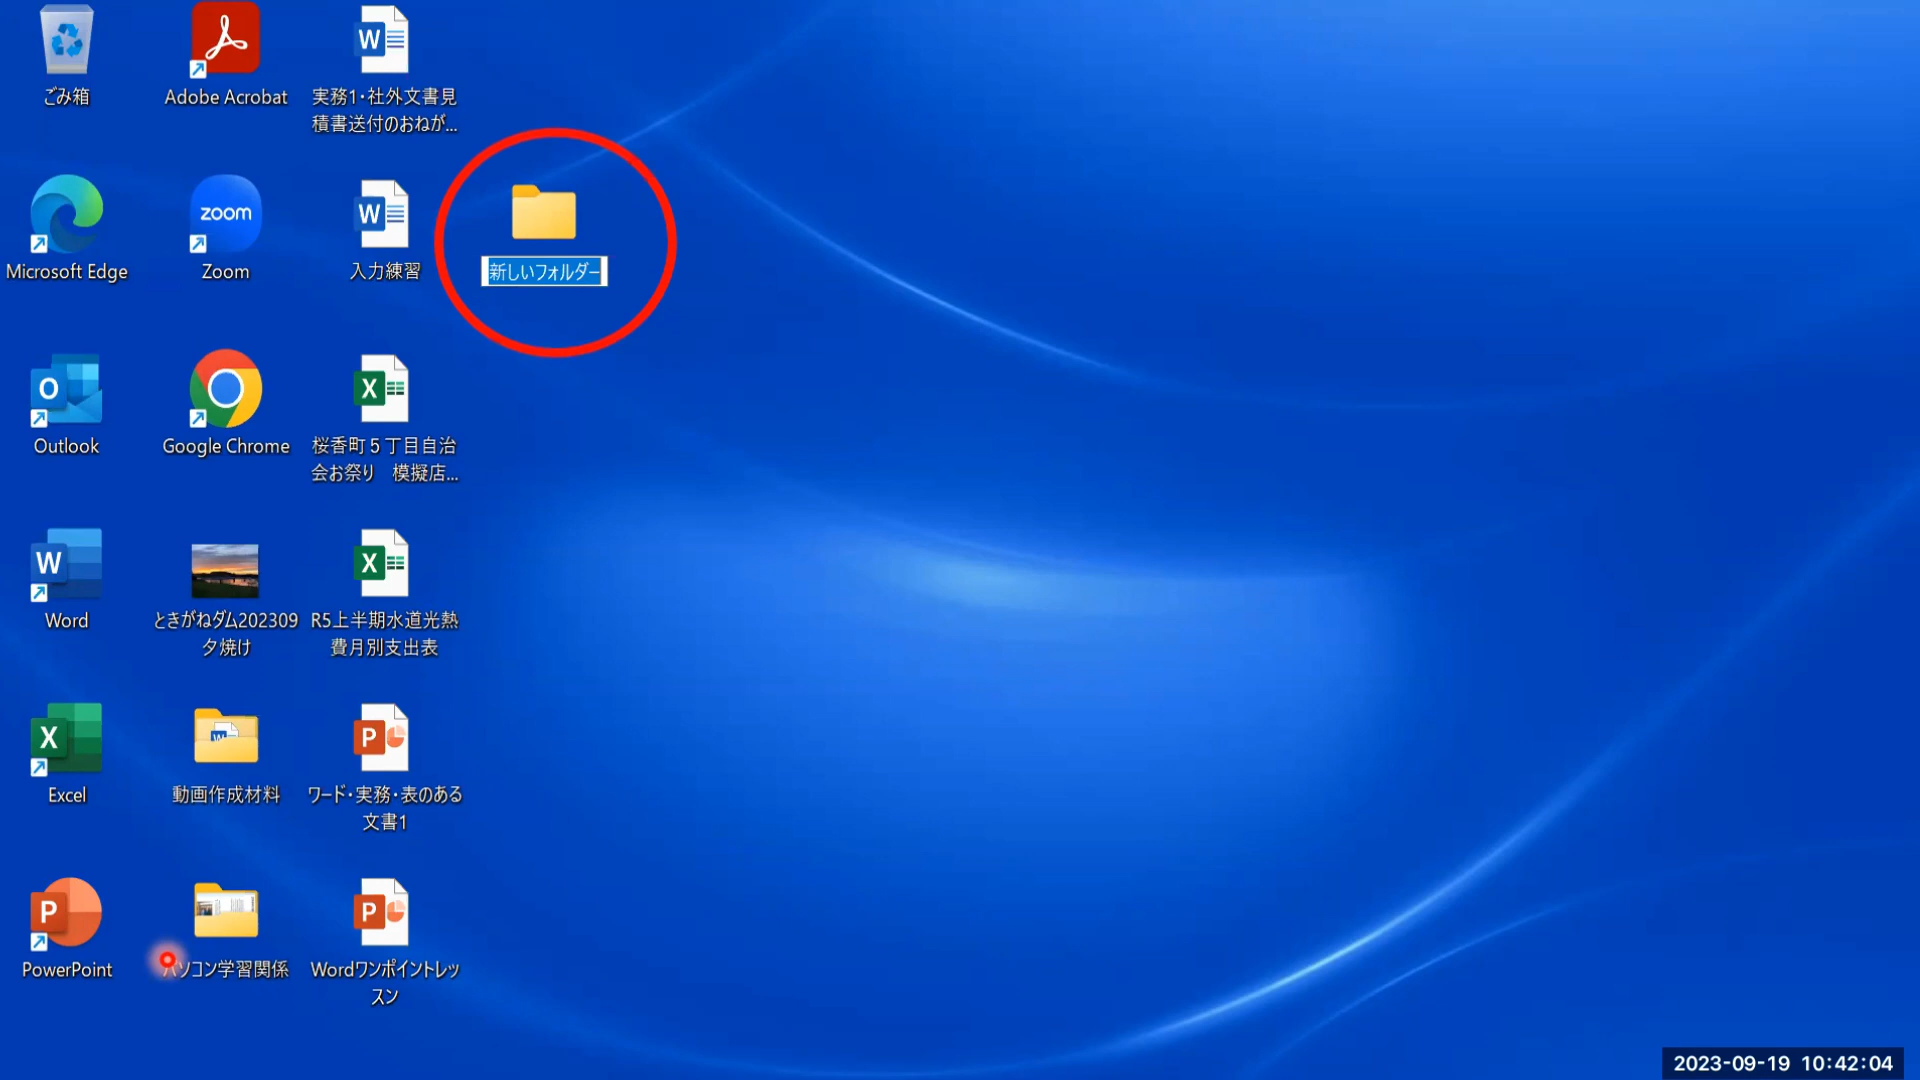 ごみ箱
Adobe Acrobat
実務1・社外文書見
積書送付のおねが...
Microsoft Edge
zoom
Zoom
入力練習
新しいフォルダー
Outlook
Google Chrome
桜香町5丁目自治
会お祭り　模擬店...
Word
ときがねダム202309
夕焼け
R5上半期水道光熱
費月別支出表
Excel
動画作成材料
ワード・実務・表のある
文書1
PowerPoint
パソコン学習関係
Wordワンポイントレッ
スン
2023-09-19 10:42:04